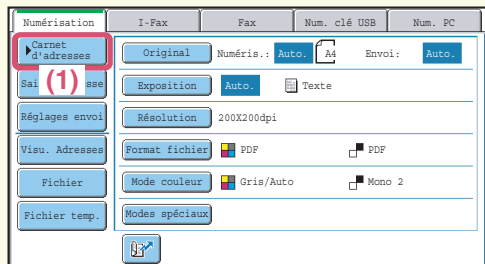 Numérisation
I-Fax
Fax
Num. clé USB
Num. PC
Carnet
d'adresses
Original
Numéris.:
Auto.
A4
Envoi:
Auto.
Sai
(1)
sse
Exposition
Auto.
Texte
Réglages envoi
Résolution
200X200dpi
Visu. Adresses
Format fichier
PDF
PDF
Fichier
Mode couleur
Gris/Auto
Mono 2
Fichier temp.
Modes spéciaux